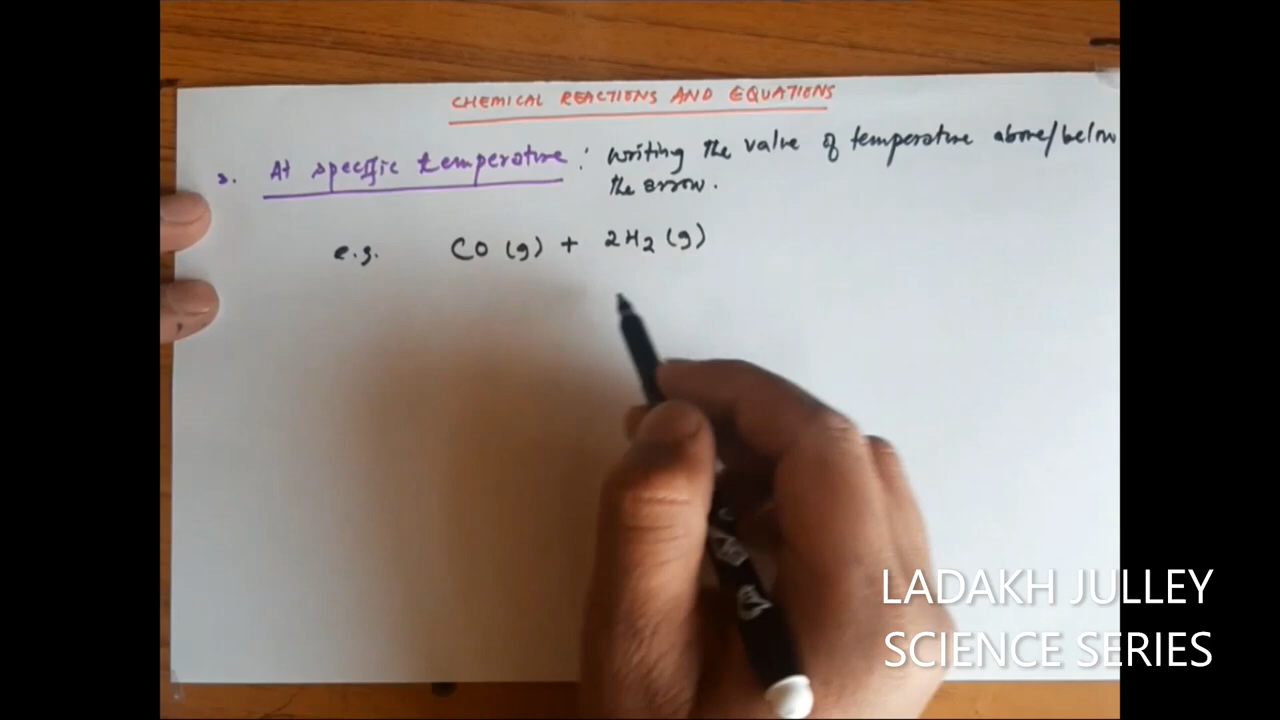 CHEMICAL REACTIONS AND EQUATIONS
2. At specific temperature : Writing the value of temperature above/below
the arrow.
e.g. CO (g) + 2H2 (g)
LADAKH JULLEY
SCIENCE SERIES